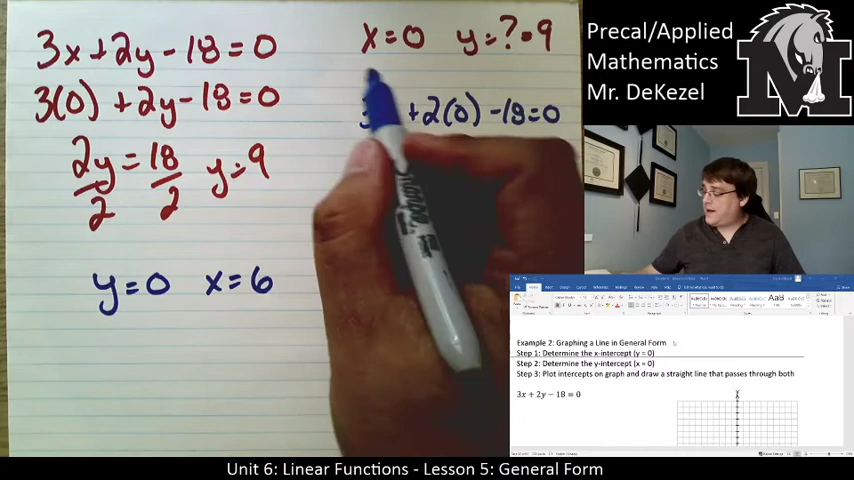 3x+2y-18=0
3(0)+2y-18=0
2y=18 y=9
2 2
y=0 x=6
x=0 y=?=9
+2(0)-18=0
Precal/Applied
Mathematics
Mr. DeKezel
Example 2: Graphing a Line in General Form
Step 1: Determine the x-intercept (y = 0)
Step 2: Determine the y-intercept (x = 0)
Step 3: Plot intercepts on graph and draw a straight line that passes through both
3x + 2y − 18 = 0
Unit 6: Linear Functions - Lesson 5: General Form